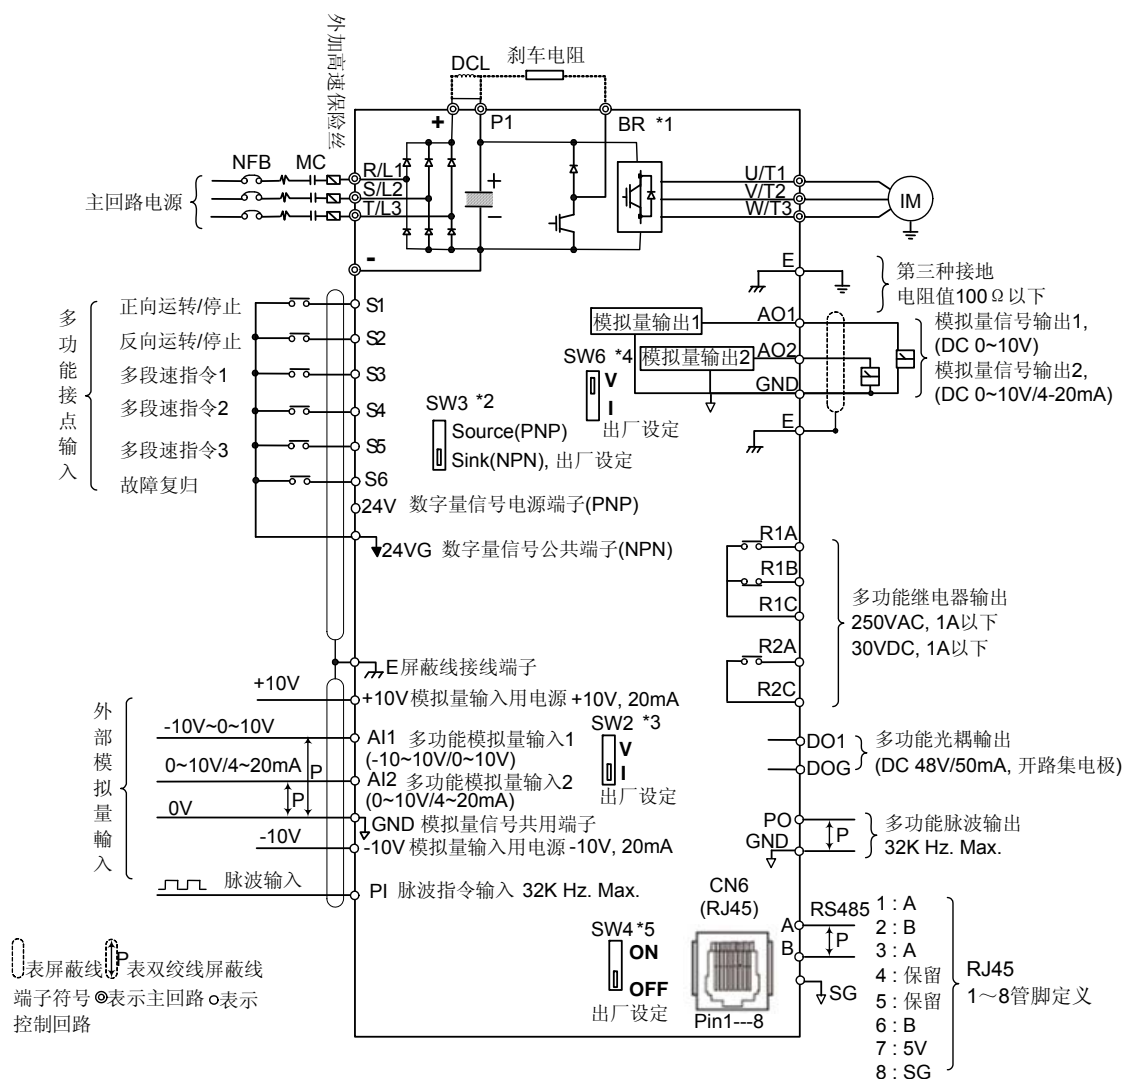 外加高速保险丝
DCL
刹车电阻
+
P1
BR *1
NFB
MC
R/L1
S/L2
T/L3
主回路电源
+
−
-
U/T1
V/T2
W/T3
IM
E
第三种接地
电阻值100Ω以下
多功能接点输入
正向运转/停止
S1
反向运转/停止
S2
多段速指令1
S3
多段速指令2
S4
多段速指令3
S5
故障复归
S6
24V 数字量信号电源端子(PNP)
24VG 数字量信号公共端子(NPN)
SW3 *2
Source(PNP)
Sink(NPN), 出厂设定
模拟量输出1
AO1
SW6 *4
模拟量输出2
AO2
V
I
出厂设定
GND
E
模拟量信号输出1,
(DC 0~10V)
模拟量信号输出2,
(DC 0~10V/4-20mA)
R1A
R1B
R1C
R2A
R2C
多功能继电器输出
250VAC, 1A以下
30VDC, 1A以下
E屏蔽线接线端子
外部模拟量輸入
+10V
+10V模拟量输入用电源 +10V, 20mA
-10V~0~10V
AI1 多功能模拟量输入1
(-10~10V/0~10V)
0~10V/4~20mA
P
AI2 多功能模拟量输入2
(0~10V/4~20mA)
P
0V
GND 模拟量信号共用端子
-10V
-10V模拟量输入用电源 -10V, 20mA
脉波输入
PI 脉波指令输入 32K Hz. Max.
SW2 *3
V
I
出厂设定
DO1
DOG
多功能光耦輸出
(DC 48V/50mA, 开路集电极)
PO
GND
P
多功能脉波输出
32K Hz. Max.
CN6
(RJ45)
Pin1---8
SW4 *5
ON
OFF
出厂设定
A
B
RS485
P
SG
1 : A
2 : B
3 : A
4 : 保留
5 : 保留
6 : B
7 : 5V
8 : SG
RJ45
1～8管脚定义
表屏蔽线 P 表双绞线屏蔽线
端子符号 表示主回路 表示
控制回路